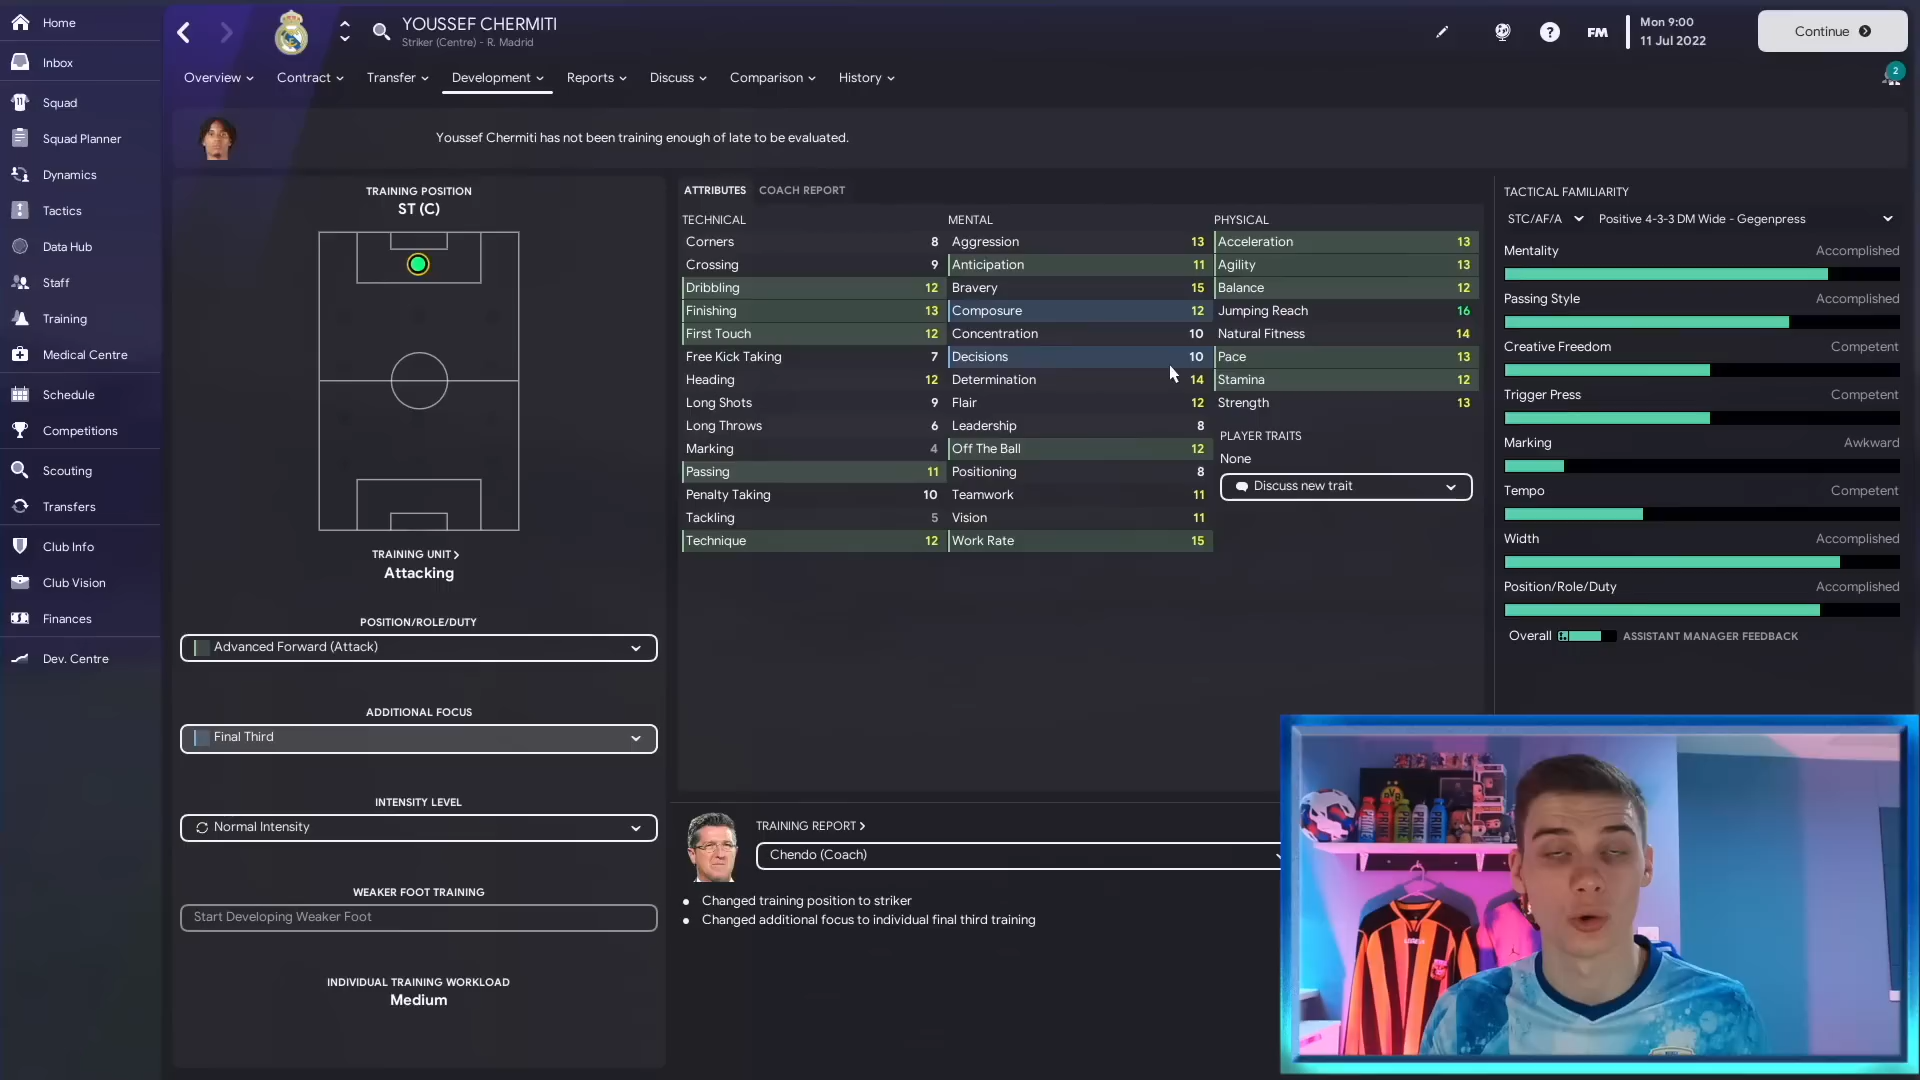 Home
Inbox
Squad
Squad Planner
Dynamics
Tactics
Data Hub
Staff
Training
Medical Centre
Schedule
Competitions
Scouting
Transfers
Club Info
Club Vision
Finances
Dev. Centre
YOUSSEF CHERMITI
Striker (Centre) - R. Madrid
? FM Mon 9:00
11 Jul 2022
Continue
Overview Contract Transfer Development Reports Discuss Comparison History
2
Youssef Chermiti has not been training enough of late to be evaluated.
TRAINING POSITION
ST (C)
TRAINING UNIT
Attacking
POSITION/ROLE/DUTY
Advanced Forward (Attack)
ADDITIONAL FOCUS
Final Third
INTENSITY LEVEL
Normal Intensity
WEAKER FOOT TRAINING
Start Developing Weaker Foot
INDIVIDUAL TRAINING WORKLOAD
Medium
ATTRIBUTES COACH REPORT
TECHNICAL
Corners 8
Crossing 9
Dribbling 12
Finishing 13
First Touch 12
Free Kick Taking 7
Heading 12
Long Shots 9
Long Throws 6
Marking 4
Passing 11
Penalty Taking 10
Tackling 5
Technique 12
MENTAL
Aggression 13
Anticipation 11
Bravery 15
Composure 12
Concentration 10
Decisions 10
Determination 14
Flair 12
Leadership 8
Off The Ball 12
Positioning 8
Teamwork 11
Vision 11
Work Rate 15
PHYSICAL
Acceleration 13
Agility 13
Balance 12
Jumping Reach 16
Natural Fitness 14
Pace 13
Stamina 12
Strength 13
PLAYER TRAITS
None
Discuss new trait
TRAINING REPORT
Chendo (Coach)
Changed training position to striker
Changed additional focus to individual final third training
TACTICAL FAMILIARITY
STC/AF/A Positive 4-3-3 DM Wide - Gegenpress
Mentality Accomplished
Passing Style Accomplished
Creative Freedom Competent
Trigger Press Competent
Marking Awkward
Tempo Competent
Width Accomplished
Position/Role/Duty Accomplished
Overall ASSISTANT MANAGER FEEDBACK
BVB
09
PRIME
PRIME
PRIME